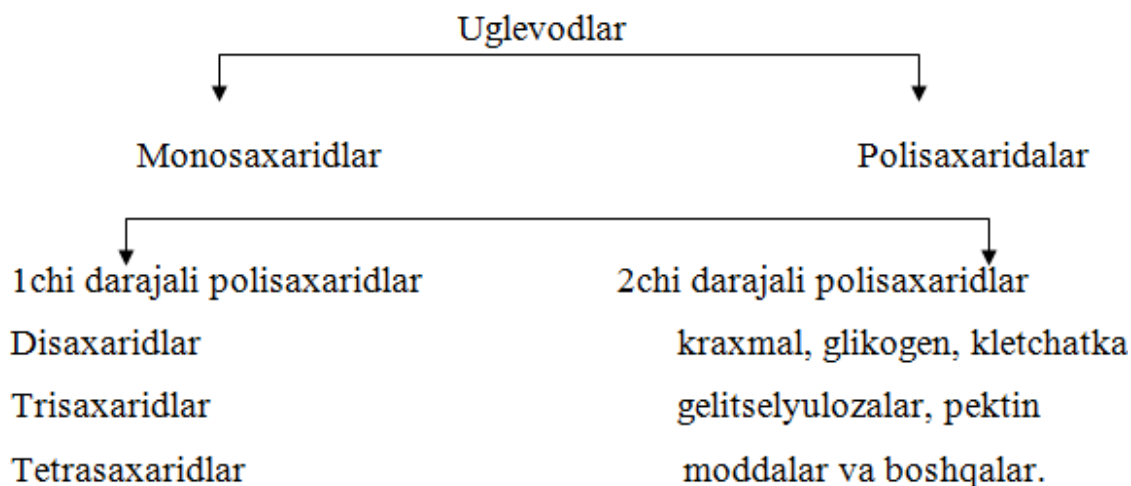 Uglevodlar
Monosaxaridlar Polisaxaridalar
1chi darajali polisaxaridlar 2chi darajali polisaxaridlar
Disaxaridlar kraxmal, glikogen, kletchatka
Trisaxaridlar gelitselyulozalar, pektin
Tetrasaxaridlar moddalar va boshqalar.